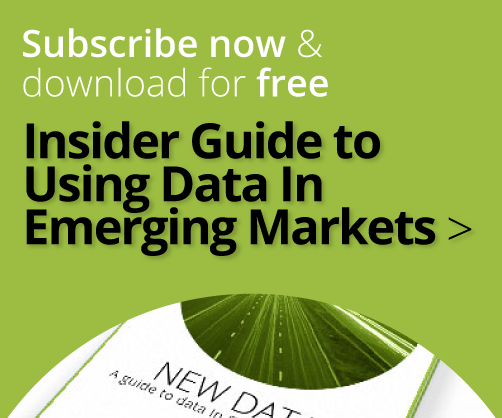 Subscribe now &
download for free
Insider Guide to
Using Data In
Emerging Markets >
NEW DAT
A guide to data in